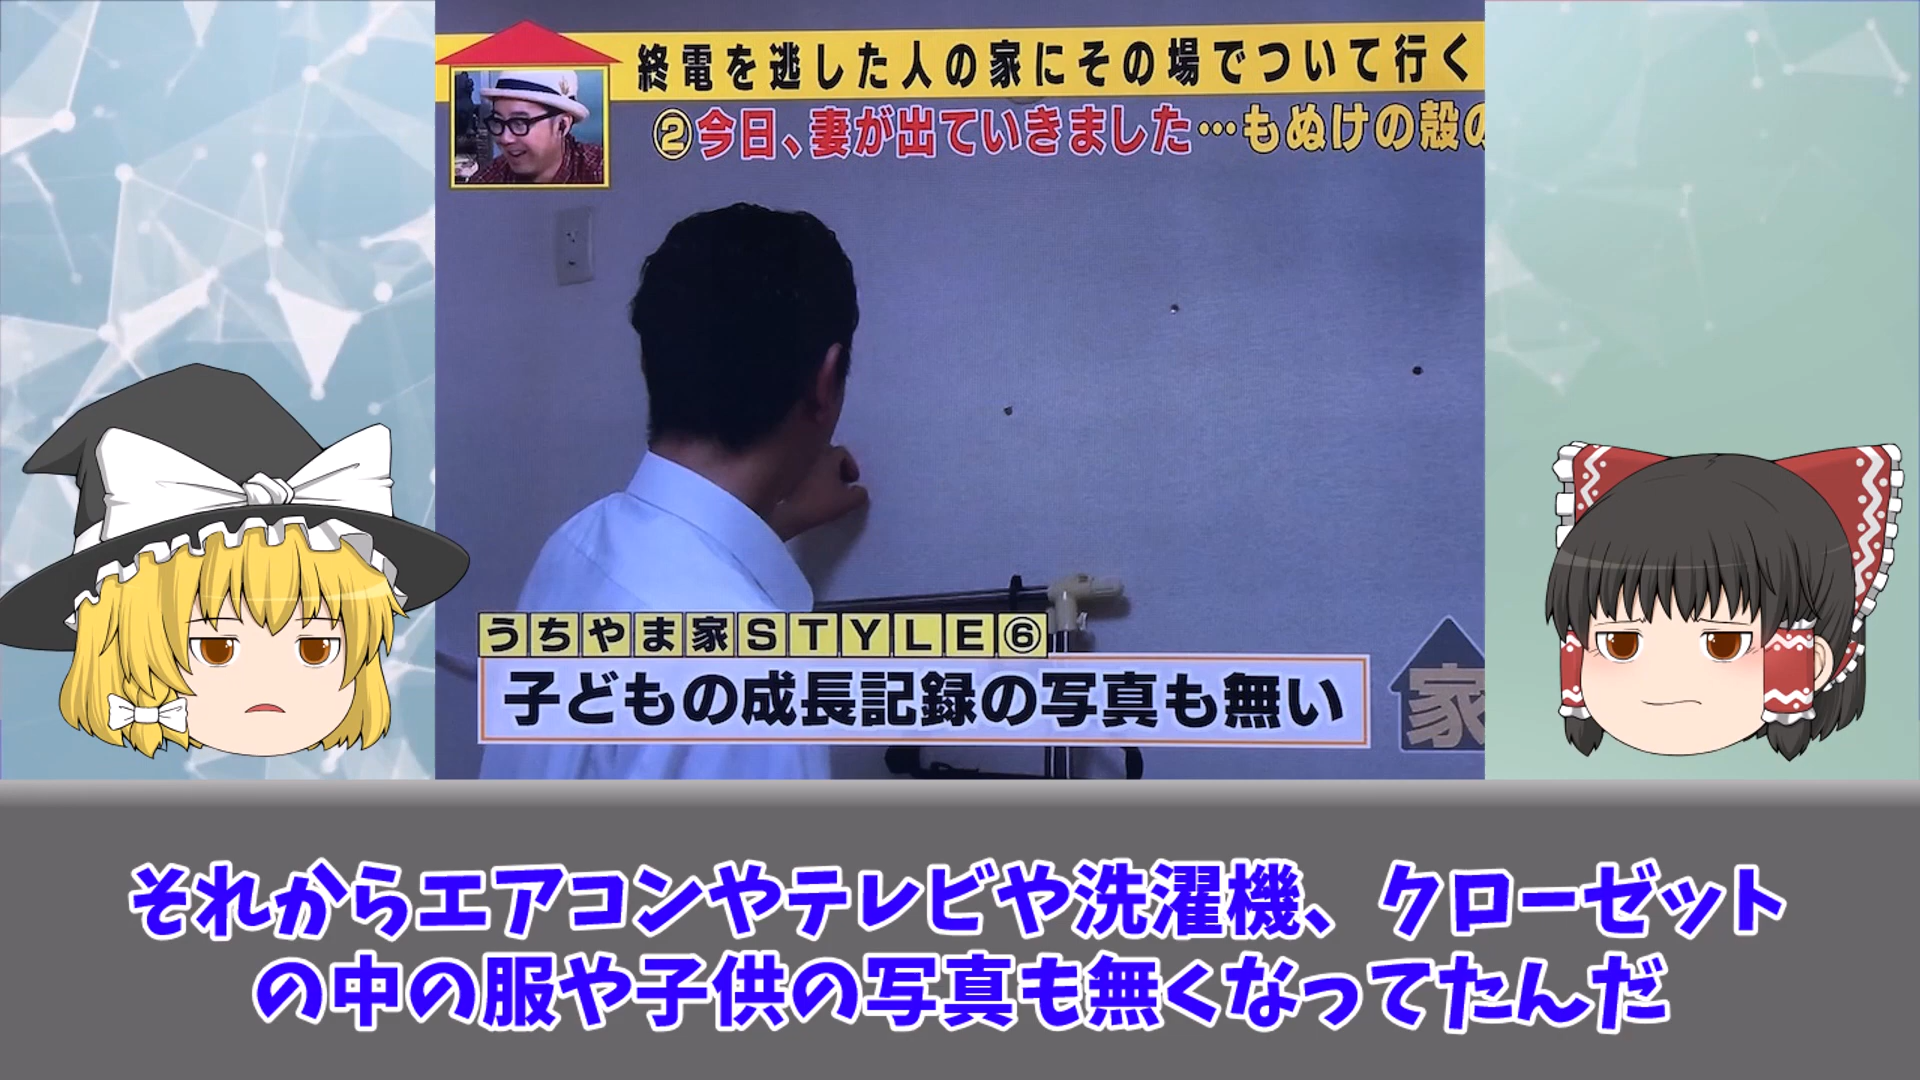 終電を逃した人の家にその場でついて行く
②今日、妻が出ていきました…もぬけの殻の
うちやま家STYLE⑥
子どもの成長記録の写真も無い
家
それからエアコンやテレビや洗濯機、クローゼット
の中の服や子供の写真も無くなってたんだ